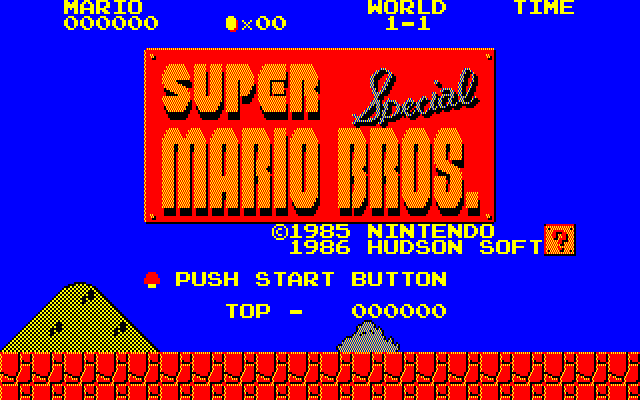 MARIO WORLD TIME
000000 ×00 1-1
SUPER Special
MARIO BROS.
©1985 NINTENDO
1986 HUDSON SOFT ?
PUSH START BUTTON
TOP - 000000